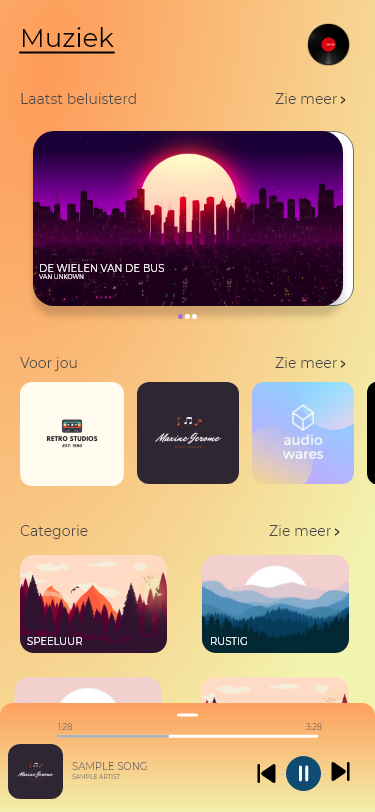 Muziek
Laatst beluisterd
Zie meer
DE WIELEN VAN DE BUS
VAN UNKOWN
Voor jou
Zie meer
RETRO STUDIOS
EST. 1980
Maxine Jerome
audio
wares
Categorie
Zie meer
SPEELUUR
RUSTIG
1:28
3:28
Maxine Jerome
SAMPLE SONG
SAMPLE ARTIST